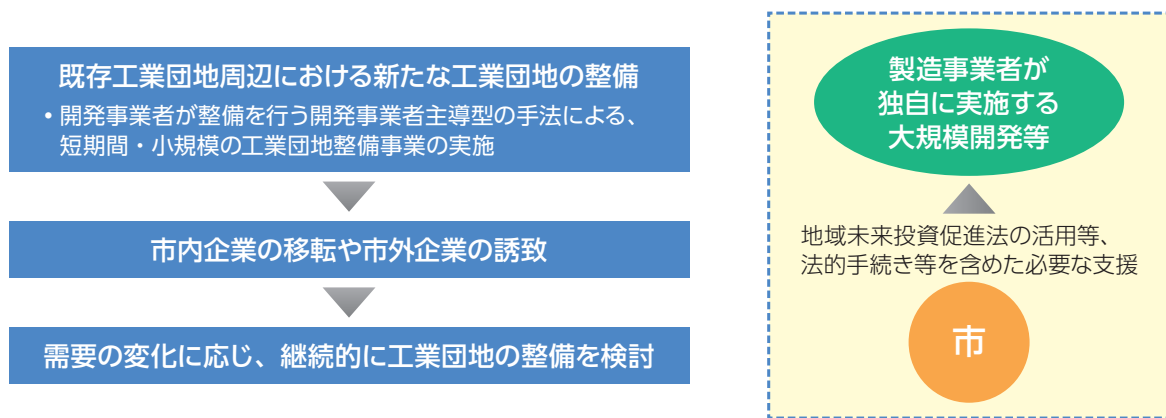 既存工業団地周辺における新たな工業団地の整備
・開発事業者が整備を行う開発事業者主導型の手法による、
短期間・小規模の工業団地整備事業の実施
市内企業の移転や市外企業の誘致
需要の変化に応じ、継続的に工業団地の整備を検討
製造事業者が
独自に実施する
大規模開発等
地域未来投資促進法の活用等、
法的手続き等を含めた必要な支援
市